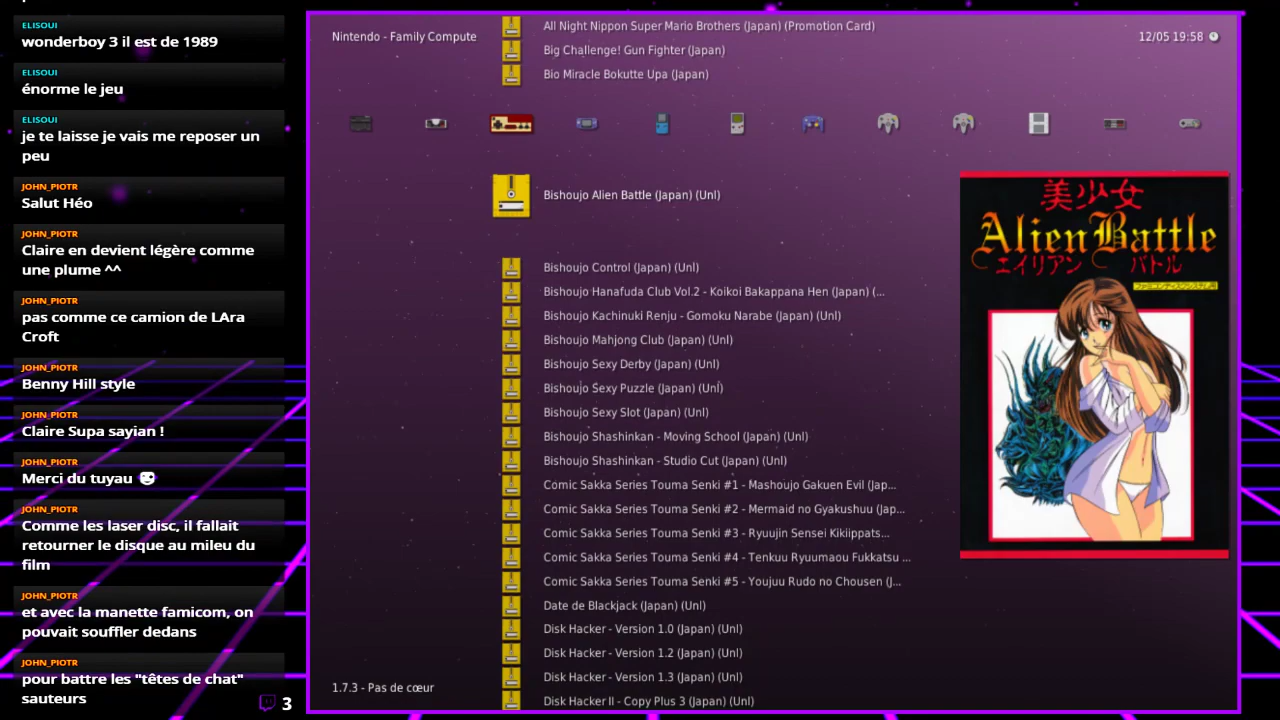 ELISOUI
wonderboy 3 il est de 1989
ELISOUI
énorme le jeu
ELISOUI
je te laisse je vais me reposer un
peu
JOHN_PIOTR
Salut Héo
JOHN_PIOTR
Claire en devient légère comme
une plume ^^
JOHN_PIOTR
pas comme ce camion de LAra
Croft
JOHN_PIOTR
Benny Hill style
JOHN_PIOTR
Claire Supa sayian !
JOHN_PIOTR
Merci du tuyau
JOHN_PIOTR
Comme les laser disc, il fallait
retourner le disque au milieu du
film
JOHN_PIOTR
et avec la manette famicom, on
pouvait souffler dedans
JOHN_PIOTR
pour battre les "têtes de chat"
sauteurs
3
Nintendo - Family Compute
12/05 19:58
All Night Nippon Super Mario Brothers (Japan) (Promotion Card)
Big Challenge! Gun Fighter (Japan)
Bio Miracle Bokutte Upa (Japan)
Bishoujo Alien Battle (Japan) (Unl)
Bishoujo Control (Japan) (Unl)
Bishoujo Hanafuda Club Vol.2 - Koikoi Bakappana Hen (Japan) (...
Bishoujo Kachinuki Renju - Gomoku Narabe (Japan) (Unl)
Bishoujo Mahjong Club (Japan) (Unl)
Bishoujo Sexy Derby (Japan) (Unl)
Bishoujo Sexy Puzzle (Japan) (Unl)
Bishoujo Sexy Slot (Japan) (Unl)
Bishoujo Shashinkan - Moving School (Japan) (Unl)
Bishoujo Shashinkan - Studio Cut (Japan) (Unl)
Comic Sakka Series Touma Senki #1 - Mashoujo Gakuen Evil (Jap...
Comic Sakka Series Touma Senki #2 - Mermaid no Gyakushuu (Jap...
Comic Sakka Series Touma Senki #3 - Ryuujin Sensei Kikiippats...
Comic Sakka Series Touma Senki #4 - Tenkuu Ryuumaou Fukkatsu ...
Comic Sakka Series Touma Senki #5 - Youjuu Rudo no Chousen (J...
Date de Blackjack (Japan) (Unl)
Disk Hacker - Version 1.0 (Japan) (Unl)
Disk Hacker - Version 1.2 (Japan) (Unl)
Disk Hacker - Version 1.3 (Japan) (Unl)
Disk Hacker II - Copy Plus 3 (Japan) (Unl)
1.7.3 - Pas de cœur
美少女
Alien Battle
エイリアン バトル